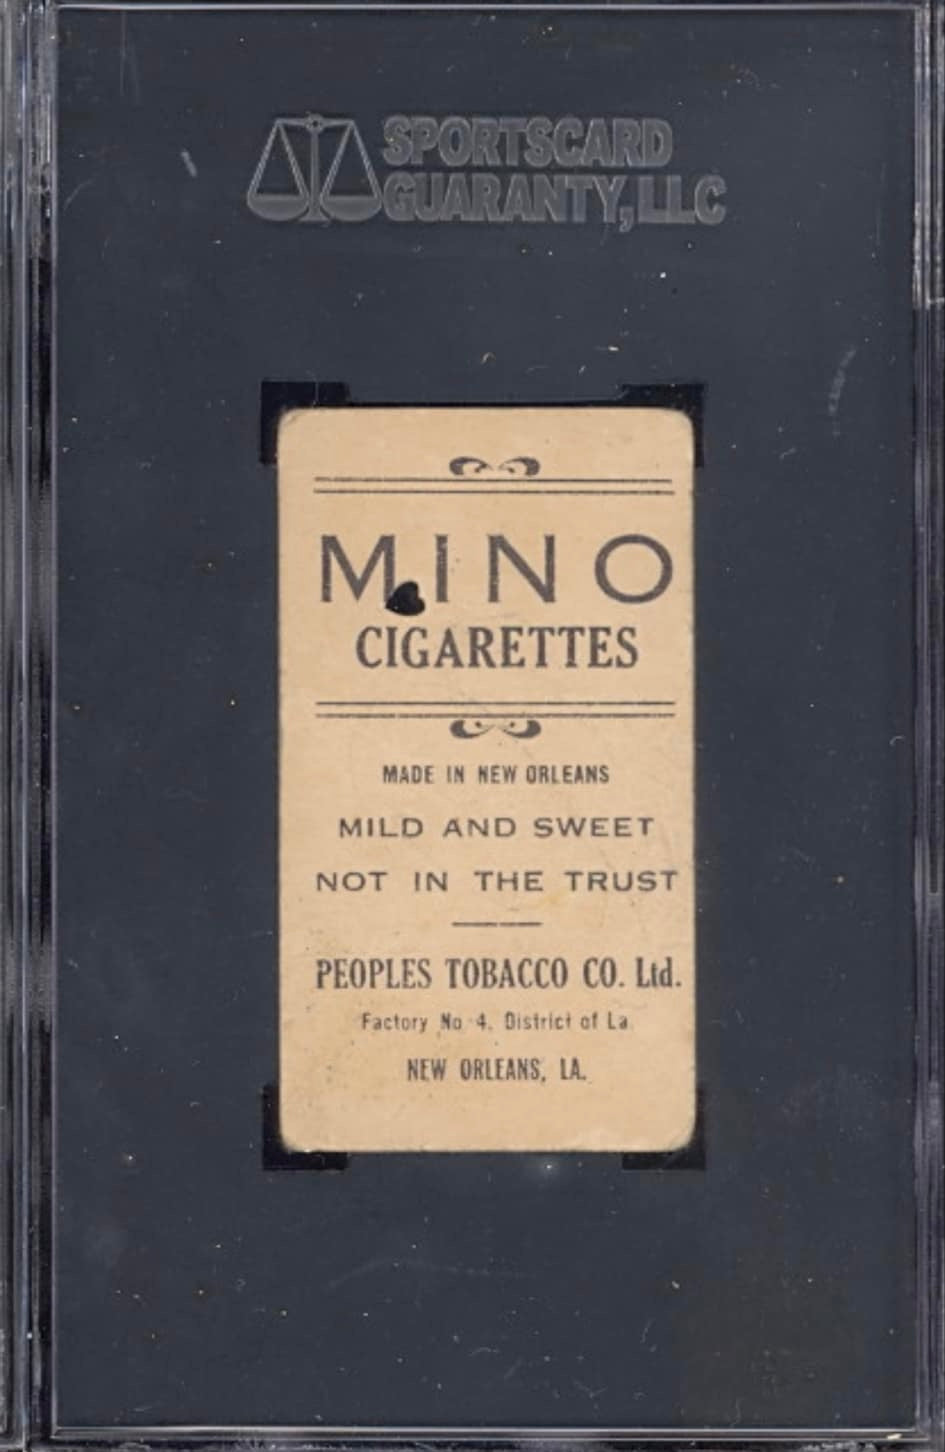 SPORTSCARD
GUARANTY, LLC
MINO
CIGARETTES
MADE IN NEW ORLEANS
MILD AND SWEET
NOT IN THE TRUST
PEOPLES TOBACCO CO. Ltd.
Factory No 4, District of La.
NEW ORLEANS, LA.